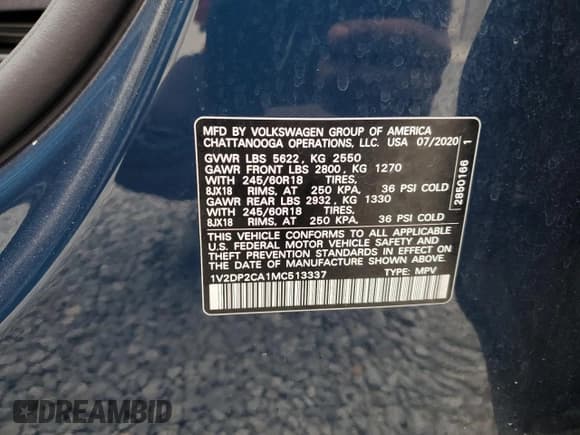 MFD BY VOLKSWAGEN GROUP OF AMERICA
CHATTANOOGA OPERATIONS, LLC. USA 07/2020
GVWR LBS 5622, KG 2550
GAWR FRONT LBS 2800, KG 1270
WITH 245/60R18 TIRES,
8JX18 RIMS, AT 250 KPA, 36 PSI COLD
GAWR REAR LBS 2932, KG 1330
WITH 245/60R18 TIRES,
8JX18 RIMS, AT 250 KPA, 36 PSI COLD
THIS VEHICLE CONFORMS TO ALL APPLICABLE
U.S. FEDERAL MOTOR VEHICLE SAFETY AND
THEFT PREVENTION STANDARDS IN EFFECT ON
THE DATE OF MANUFACTURE SHOWN ABOVE.
1V2DP2CA1MC513337 TYPE: MPV
2890166 1
DREAMBID